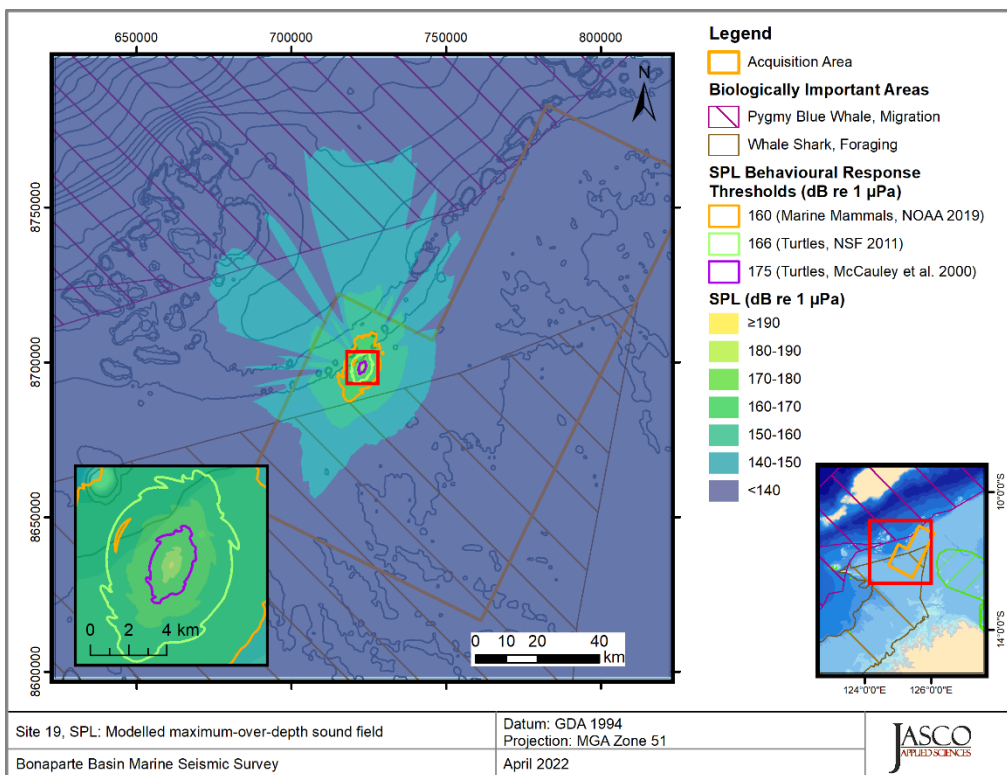 650000
700000
750000
800000
8750000
8700000
8650000
8600000
N
0 2 4 km
0 10 20 40
km
Legend
Acquisition Area
Biologically Important Areas
Pygmy Blue Whale, Migration
Whale Shark, Foraging
SPL Behavioural Response
Thresholds (dB re 1 µPa)
160 (Marine Mammals, NOAA 2019)
166 (Turtles, NSF 2011)
175 (Turtles, McCauley et al. 2000)
SPL (dB re 1 µPa)
≥190
180-190
170-180
160-170
150-160
140-150
<140
10°0'0"S
14°0'0"S
124°0'0"E
126°0'0"E
Site 19, SPL: Modelled maximum-over-depth sound field
Datum: GDA 1994
Projection: MGA Zone 51
Bonaparte Basin Marine Seismic Survey
April 2022
JASCO
APPLIED SCIENCES